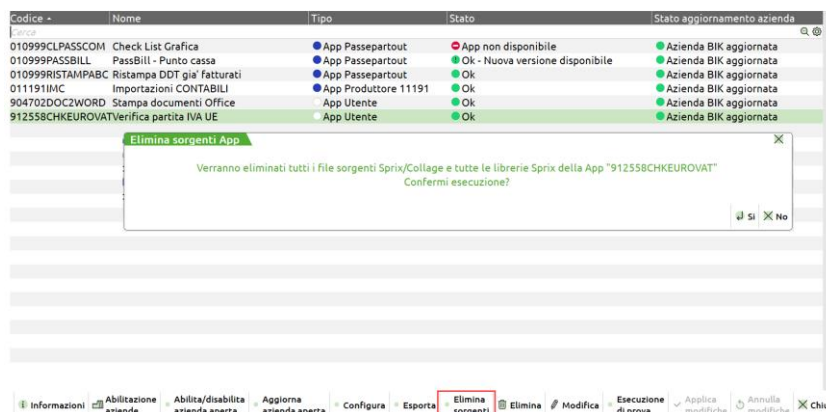 Codice Nome Tipo Stato Stato aggiornamento azienda
Cerca
010999CLPASSCOM Check List Grafica App Passepartout App non disponibile Azienda BIK aggiornata
010999PASSBILL PassBill - Punto cassa App Passepartout Ok - Nuova versione disponibile Azienda BIK aggiornata
010999RISTAMPABC Ristampa DDT gia' fatturati App Passepartout Ok Azienda BIK aggiornata
011191IMC Importazioni CONTABILI App Produttore 11191 Ok Azienda BIK aggiornata
904702DOC2WORD Stampa documenti Office App Utente Ok Azienda BIK aggiornata
912558CHKEUROVAT Verifica partita IVA UE App Utente Ok Azienda BIK aggiornata
Elimina sorgenti App
Verranno eliminati tutti i file sorgenti Sprix/Collage e tutte le librerie Sprix della App "912558CHKEUROVAT"
Confermi esecuzione?
Si No
Informazioni Abilitazione aziende Abilita/disabilita azienda aperta Aggiorna azienda aperta Configura Esporta Elimina sorgenti Elimina Modifica Esecuzione di prova Applica modifiche Annulla modifiche Chiu